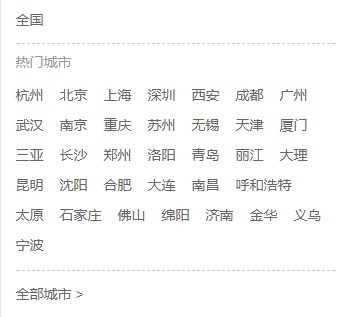 全国
热门城市
杭州 北京 上海 深圳 西安 成都 广州
武汉 南京 重庆 苏州 无锡 天津 厦门
三亚 长沙 郑州 洛阳 青岛 丽江 大理
昆明 沈阳 合肥 大连 南昌 呼和浩特
太原 石家庄 佛山 绵阳 济南 金华 义乌
宁波
全部城市 >